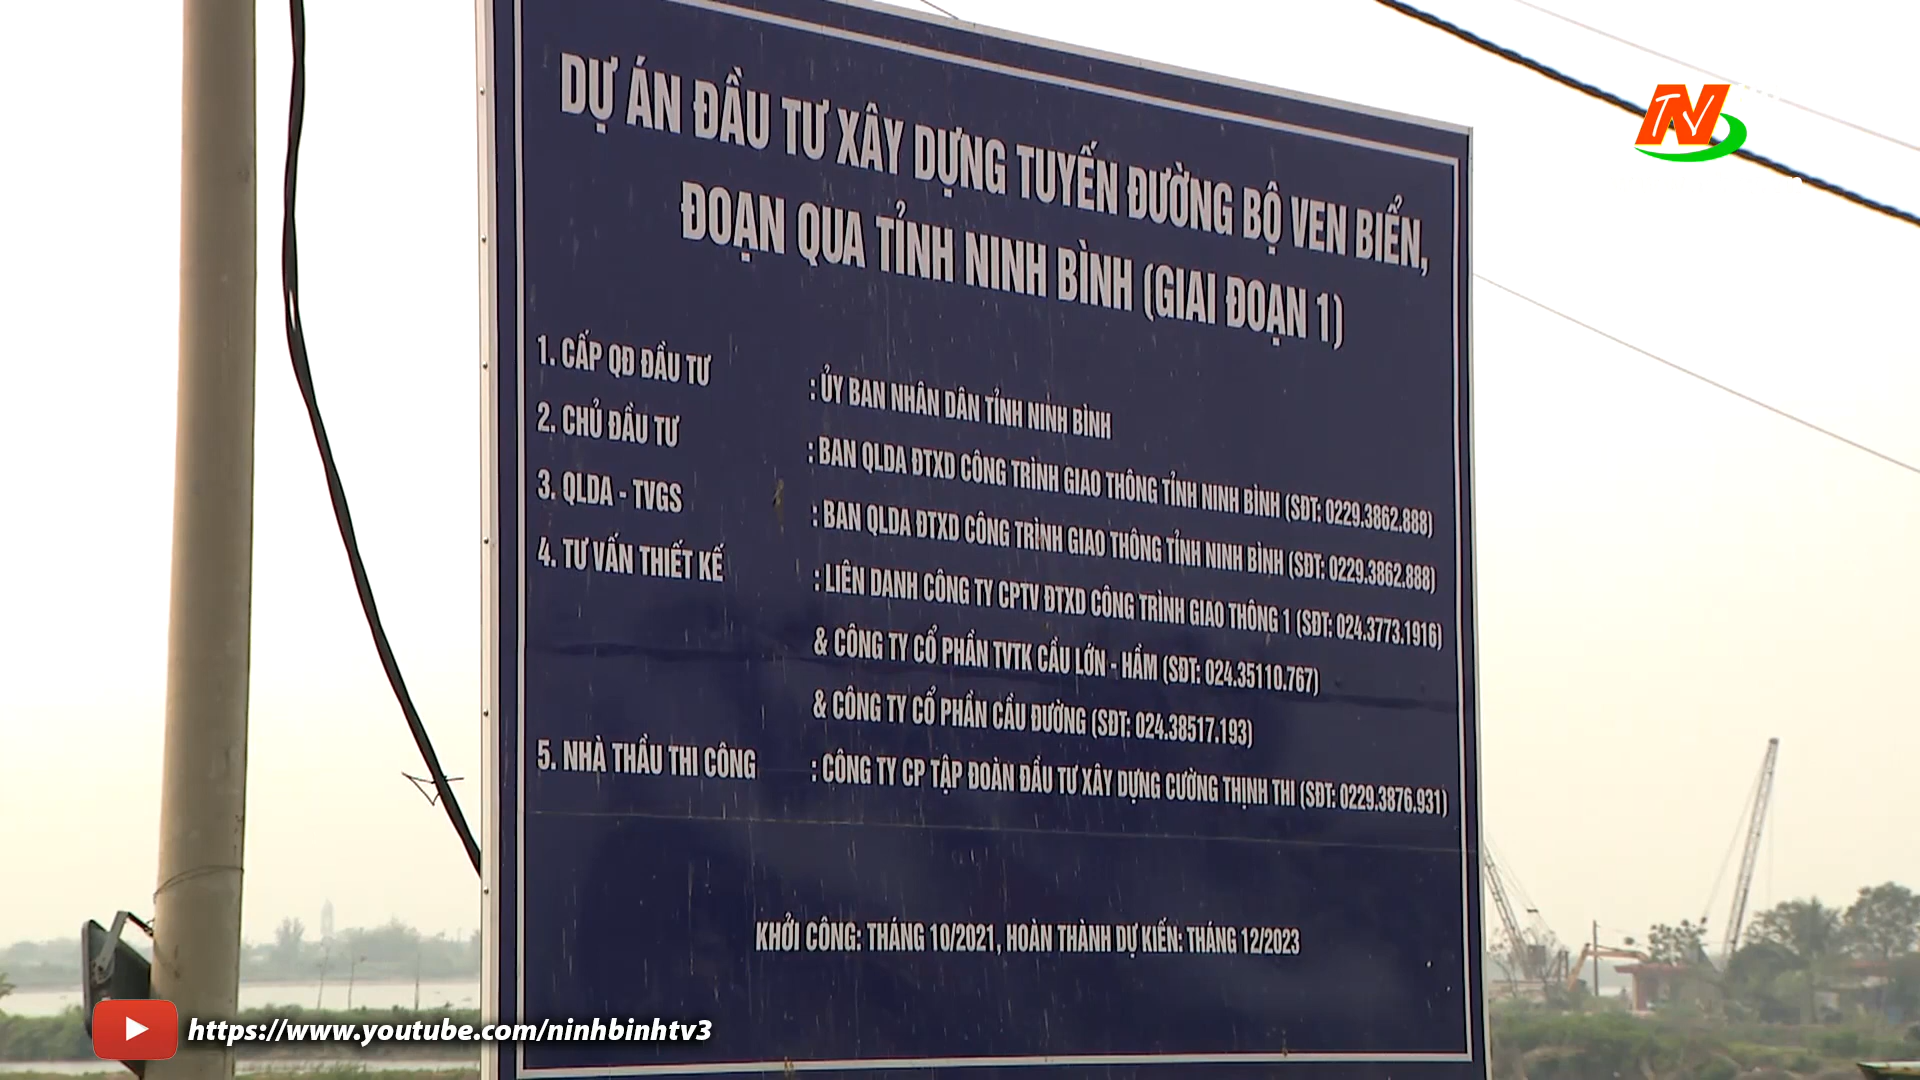 DỰ ÁN ĐẦU TƯ XÂY DỰNG TUYẾN ĐƯỜNG BỘ VEN BIỂN,
ĐOẠN QUA TỈNH NINH BÌNH (GIAI ĐOẠN 1)
1. CẤP QĐ ĐẦU TƯ : ỦY BAN NHÂN DÂN TỈNH NINH BÌNH
2. CHỦ ĐẦU TƯ : BAN QLDA ĐTXD CÔNG TRÌNH GIAO THÔNG TỈNH NINH BÌNH (SĐT: 0229.3862.888)
3. QLDA - TVGS : BAN QLDA ĐTXD CÔNG TRÌNH GIAO THÔNG TỈNH NINH BÌNH (SĐT: 0229.3862.888)
4. TƯ VẤN THIẾT KẾ : LIÊN DANH CÔNG TY CPTV ĐTXD CÔNG TRÌNH GIAO THÔNG 1 (SĐT: 024.3773.1916)
& CÔNG TY CỔ PHẦN TVTK CẦU LỚN - HẦM (SĐT: 024.35110.767)
& CÔNG TY CỔ PHẦN CẦU ĐƯỜNG (SĐT: 024.38517.193)
5. NHÀ THẦU THI CÔNG : CÔNG TY CP TẬP ĐOÀN ĐẦU TƯ XÂY DỰNG CƯỜNG THỊNH THI (SĐT: 0229.3876.931)
KHỞI CÔNG: THÁNG 10/2021, HOÀN THÀNH DỰ KIẾN: THÁNG 12/2023
NTV
https://www.youtube.com/ninhbinhtv3